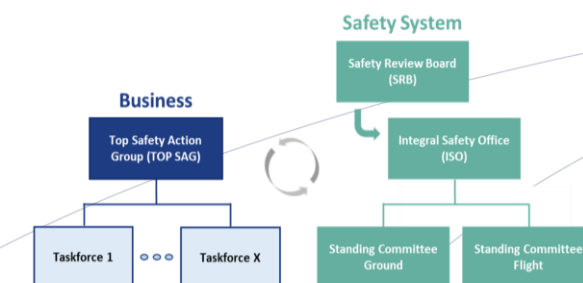 Safety System
Safety Review Board
(SRB)
Business
Top Safety Action
Group (TOP SAG)
Integral Safety Office
(ISO)
Taskforce 1
Taskforce X
Standing Committee
Ground
Standing Committee
Flight